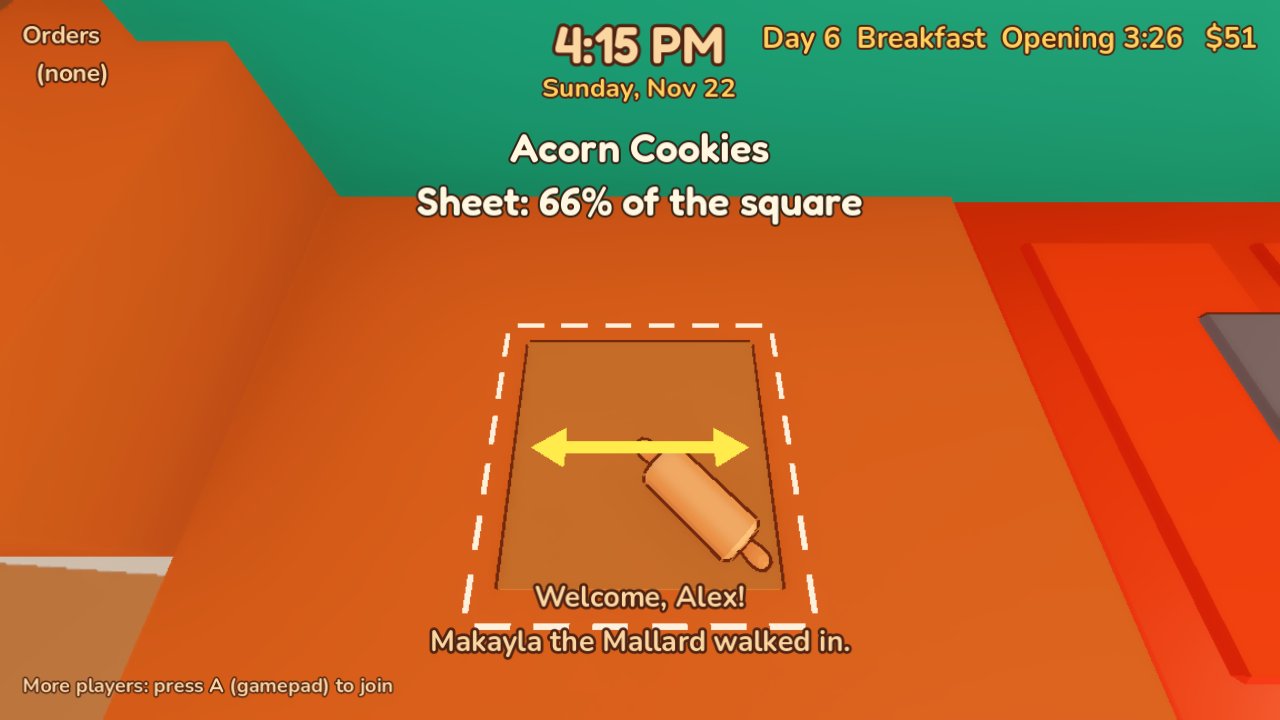 Orders
(none)
4:15 PM
Sunday, Nov 22
Day 6 Breakfast Opening 3:26 $51
Acorn Cookies
Sheet: 66% of the square
Welcome, Alex!
Makayla the Mallard walked in.
More players: press A (gamepad) to join